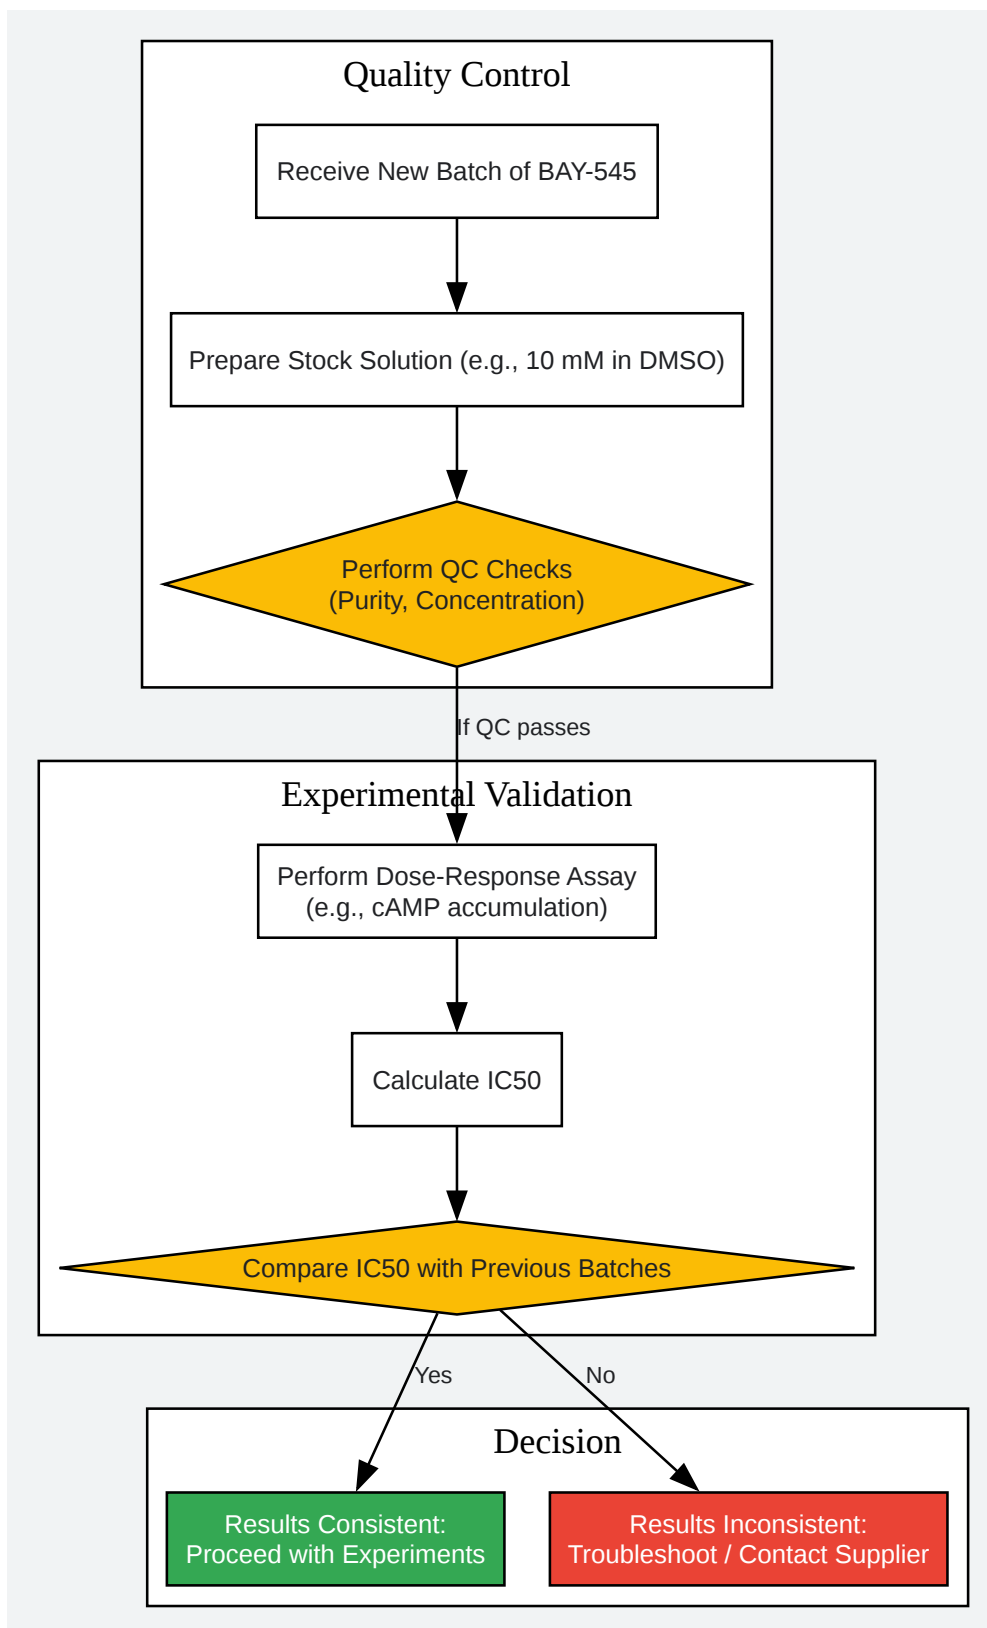 Quality Control
Receive New Batch of BAY-545
Prepare Stock Solution (e.g., 10 mM in DMSO)
Perform QC Checks
(Purity, Concentration)
If QC passes
Experimental Validation
Perform Dose-Response Assay
(e.g., cAMP accumulation)
Calculate IC50
Compare IC50 with Previous Batches
Yes
No
Decision
Results Consistent:
Proceed with Experiments
Results Inconsistent:
Troubleshoot / Contact Supplier